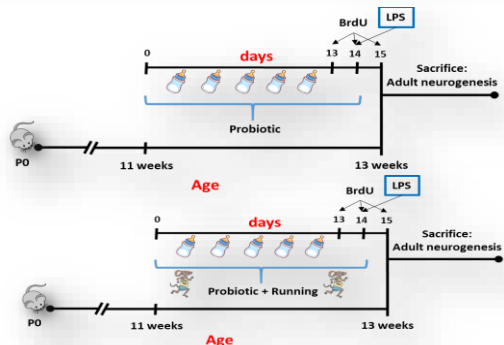 LPS
BrdU
0 days 13 14 15
Sacrifice:
Adult neurogenesis
Probiotic
P0
11 weeks 13 weeks
Age
LPS
BrdU
0 days 13 14 15
Sacrifice:
Adult neurogenesis
Probiotic + Running
P0
11 weeks 13 weeks
Age